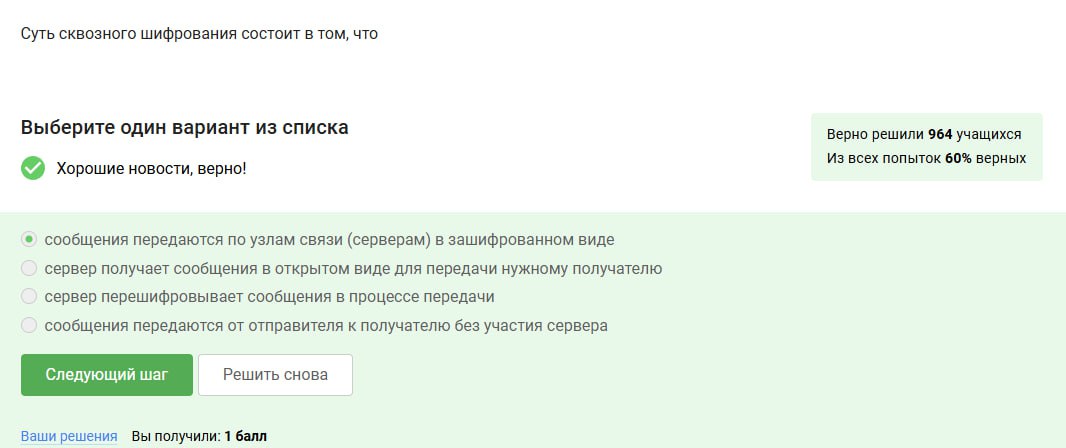 Суть сквозного шифрования состоит в том, что
Выберите один вариант из списка
Хорошие новости, верно!
Верно решили 964 учащихся
Из всех попыток 60% верных
сообщения передаются по узлам связи (серверам) в зашифрованном виде
сервер получает сообщения в открытом виде для передачи нужному получателю
сервер перешифровывает сообщения в процессе передачи
сообщения передаются от отправителя к получателю без участия сервера
Следующий шаг
Решить снова
Ваши решения Вы получили: 1 балл